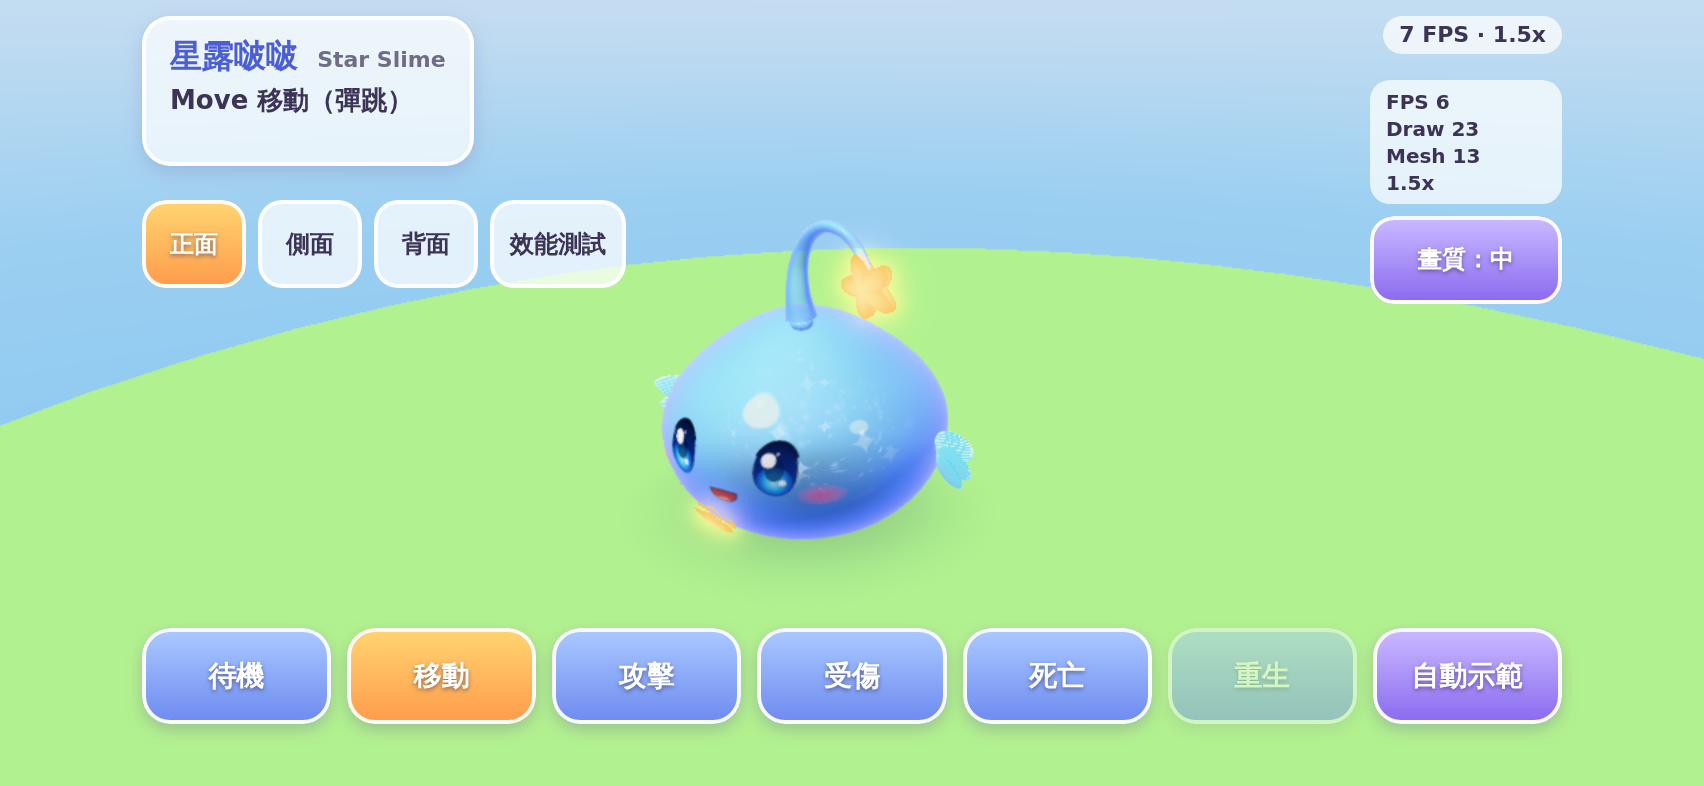 星露啵啵 Star Slime
Move 移動（彈跳）
7 FPS · 1.5x
FPS 6
Draw 23
Mesh 13
1.5x
正面
側面
背面
效能測試
畫質：中
待機
移動
攻擊
受傷
死亡
重生
自動示範